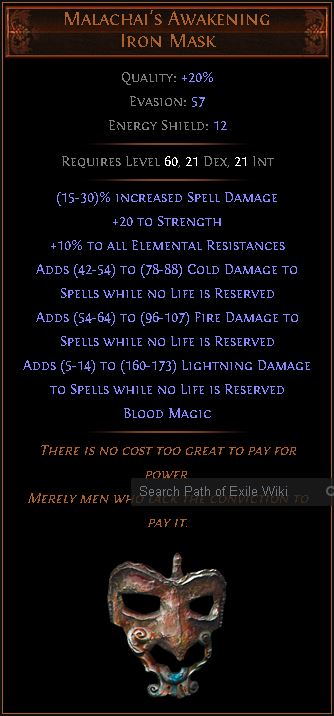 Malachai's Awakening
Iron Mask
Quality: +20%
Evasion: 57
Energy Shield: 12
Requires Level 60, 21 Dex, 21 Int
(15-30)% increased Spell Damage
+20 to Strength
+10% to all Elemental Resistances
Adds (42-54) to (78-88) Cold Damage to
Spells while no Life is Reserved
Adds (54-64) to (96-107) Fire Damage to
Spells while no Life is Reserved
Adds (5-14) to (160-173) Lightning Damage
to Spells while no Life is Reserved
Blood Magic
There is no cost too great to pay for
power
Search Path of Exile Wiki
Merely men who lack the conviction to
pay it.